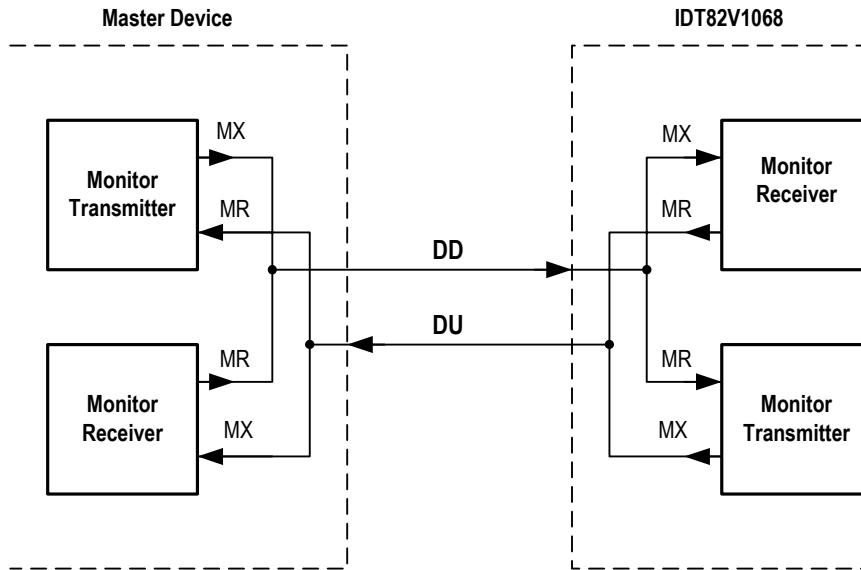 Master Device
IDT82V1068
MX
MX
Monitor
Transmitter
Monitor
Receiver
MR
MR
DD
DU
MR
MR
Monitor
Receiver
Monitor
Transmitter
MX
MX